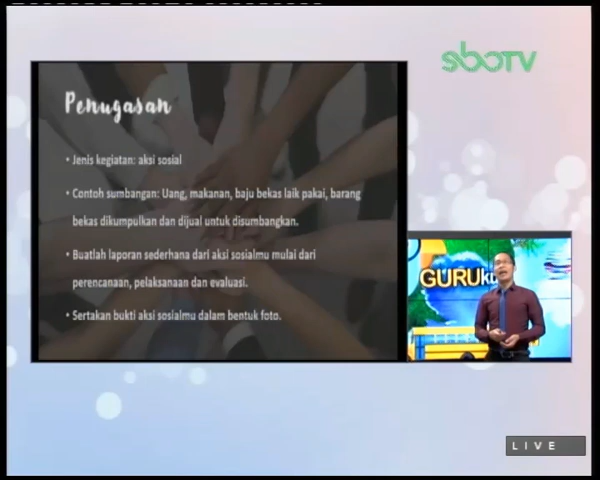 sboTV
Penugasan
• Jenis kegiatan: aksi sosial
• Contoh sumbangan: Uang, makanan, baju bekas laik pakai, barang
bekas dikumpulkan dan dijual untuk disumbangkan.
• Buatlah laporan sederhana dari aksi sosialmu mulai dari
perencanaan, pelaksanaan dan evaluasi.
• Sertakan bukti aksi sosialmu dalam bentuk foto.
GURUku
LIVE